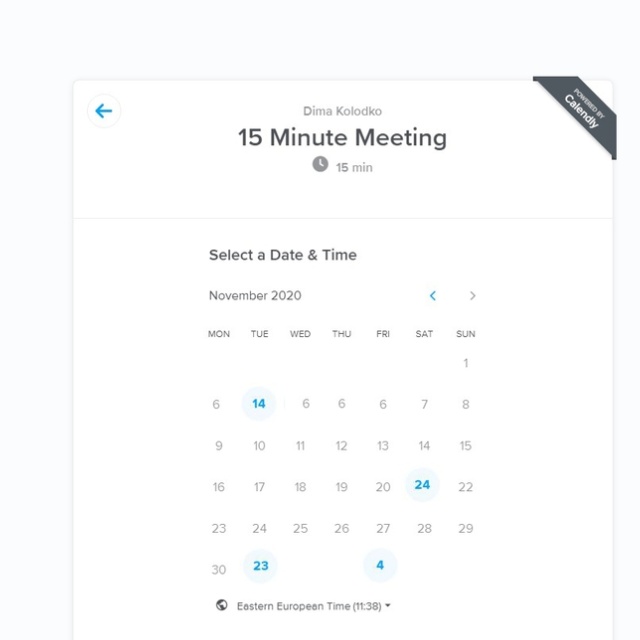 POWERED BY
Calendly
Dima Kolodko
15 Minute Meeting
15 min
Select a Date & Time
November 2020
MON TUE WED THU FRI SAT SUN
1
6 14 6 6 6 7 8
9 10 11 12 13 14 15
16 17 18 19 20 24 22
23 24 25 26 27 28 29
30 23 4
Eastern European Time (11:38)